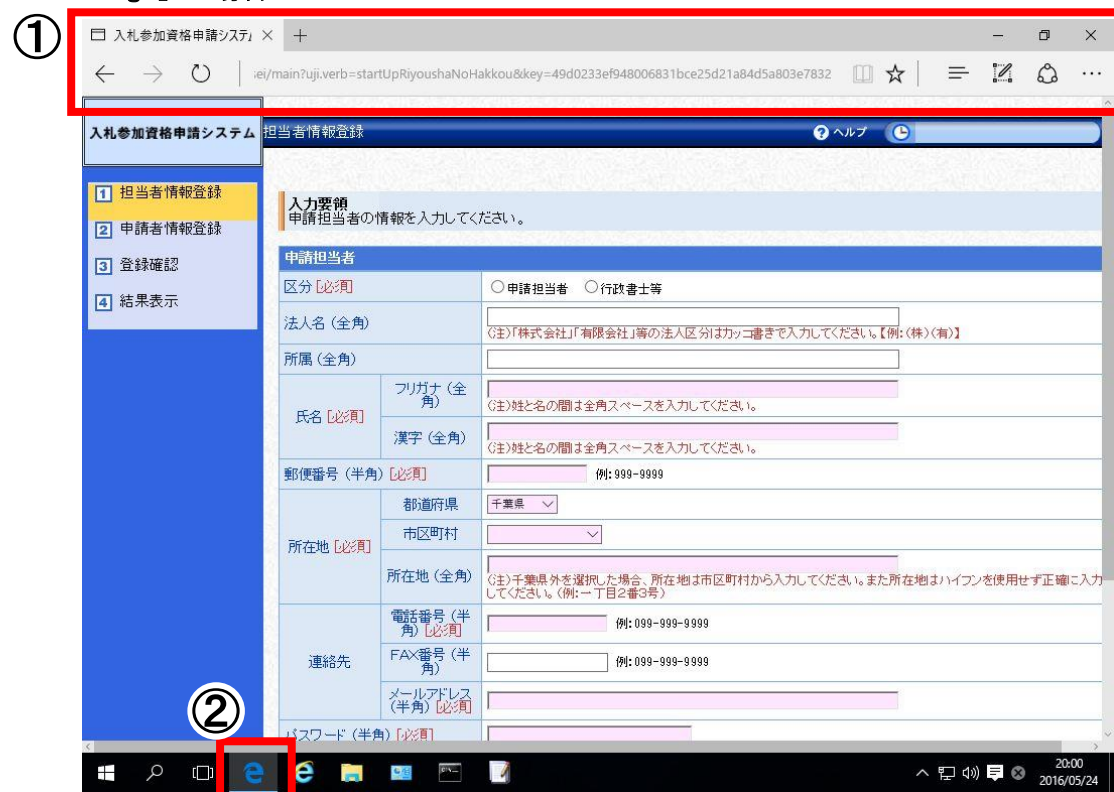 ①
入札参加資格申請システ
ei/main?uji.verb=startUpRiyoushaNoHakkou&key=49d0233ef948006831bce25d21a84d5a803e7832
入札参加資格申請システム
担当者情報登録
ヘルプ
1 担当者情報登録
2 申請者情報登録
3 登録確認
4 結果表示
入力要領
申請担当者の情報を入力してください。
申請担当者
区分 [必須]
○申請担当者 ○行政書士等
法人名 (全角)
(注)「株式会社」「有限会社」等の法人区分はカッコ書きで入力してください。【例:(株)(有)】
所属 (全角)
氏名 [必須]
フリガナ (全角)
(注)姓と名の間は全角スペースを入力してください。
漢字 (全角)
(注)姓と名の間は全角スペースを入力してください。
郵便番号 (半角) [必須]
例:999-9999
所在地 [必須]
都道府県
千葉県
市区町村
所在地 (全角)
(注)千葉県外を選択した場合、所在地は市区町村から入力してください。また所在地はハイフンを使用せず正確に入力
してください。(例:一丁目2番3号)
連絡先
電話番号 (半角) [必須]
例:099-999-9999
FAX番号 (半角)
例:099-999-9999
メールアドレス (半角) [必須]
パスワード (半角) [必須]
②
20:00
2016/05/24